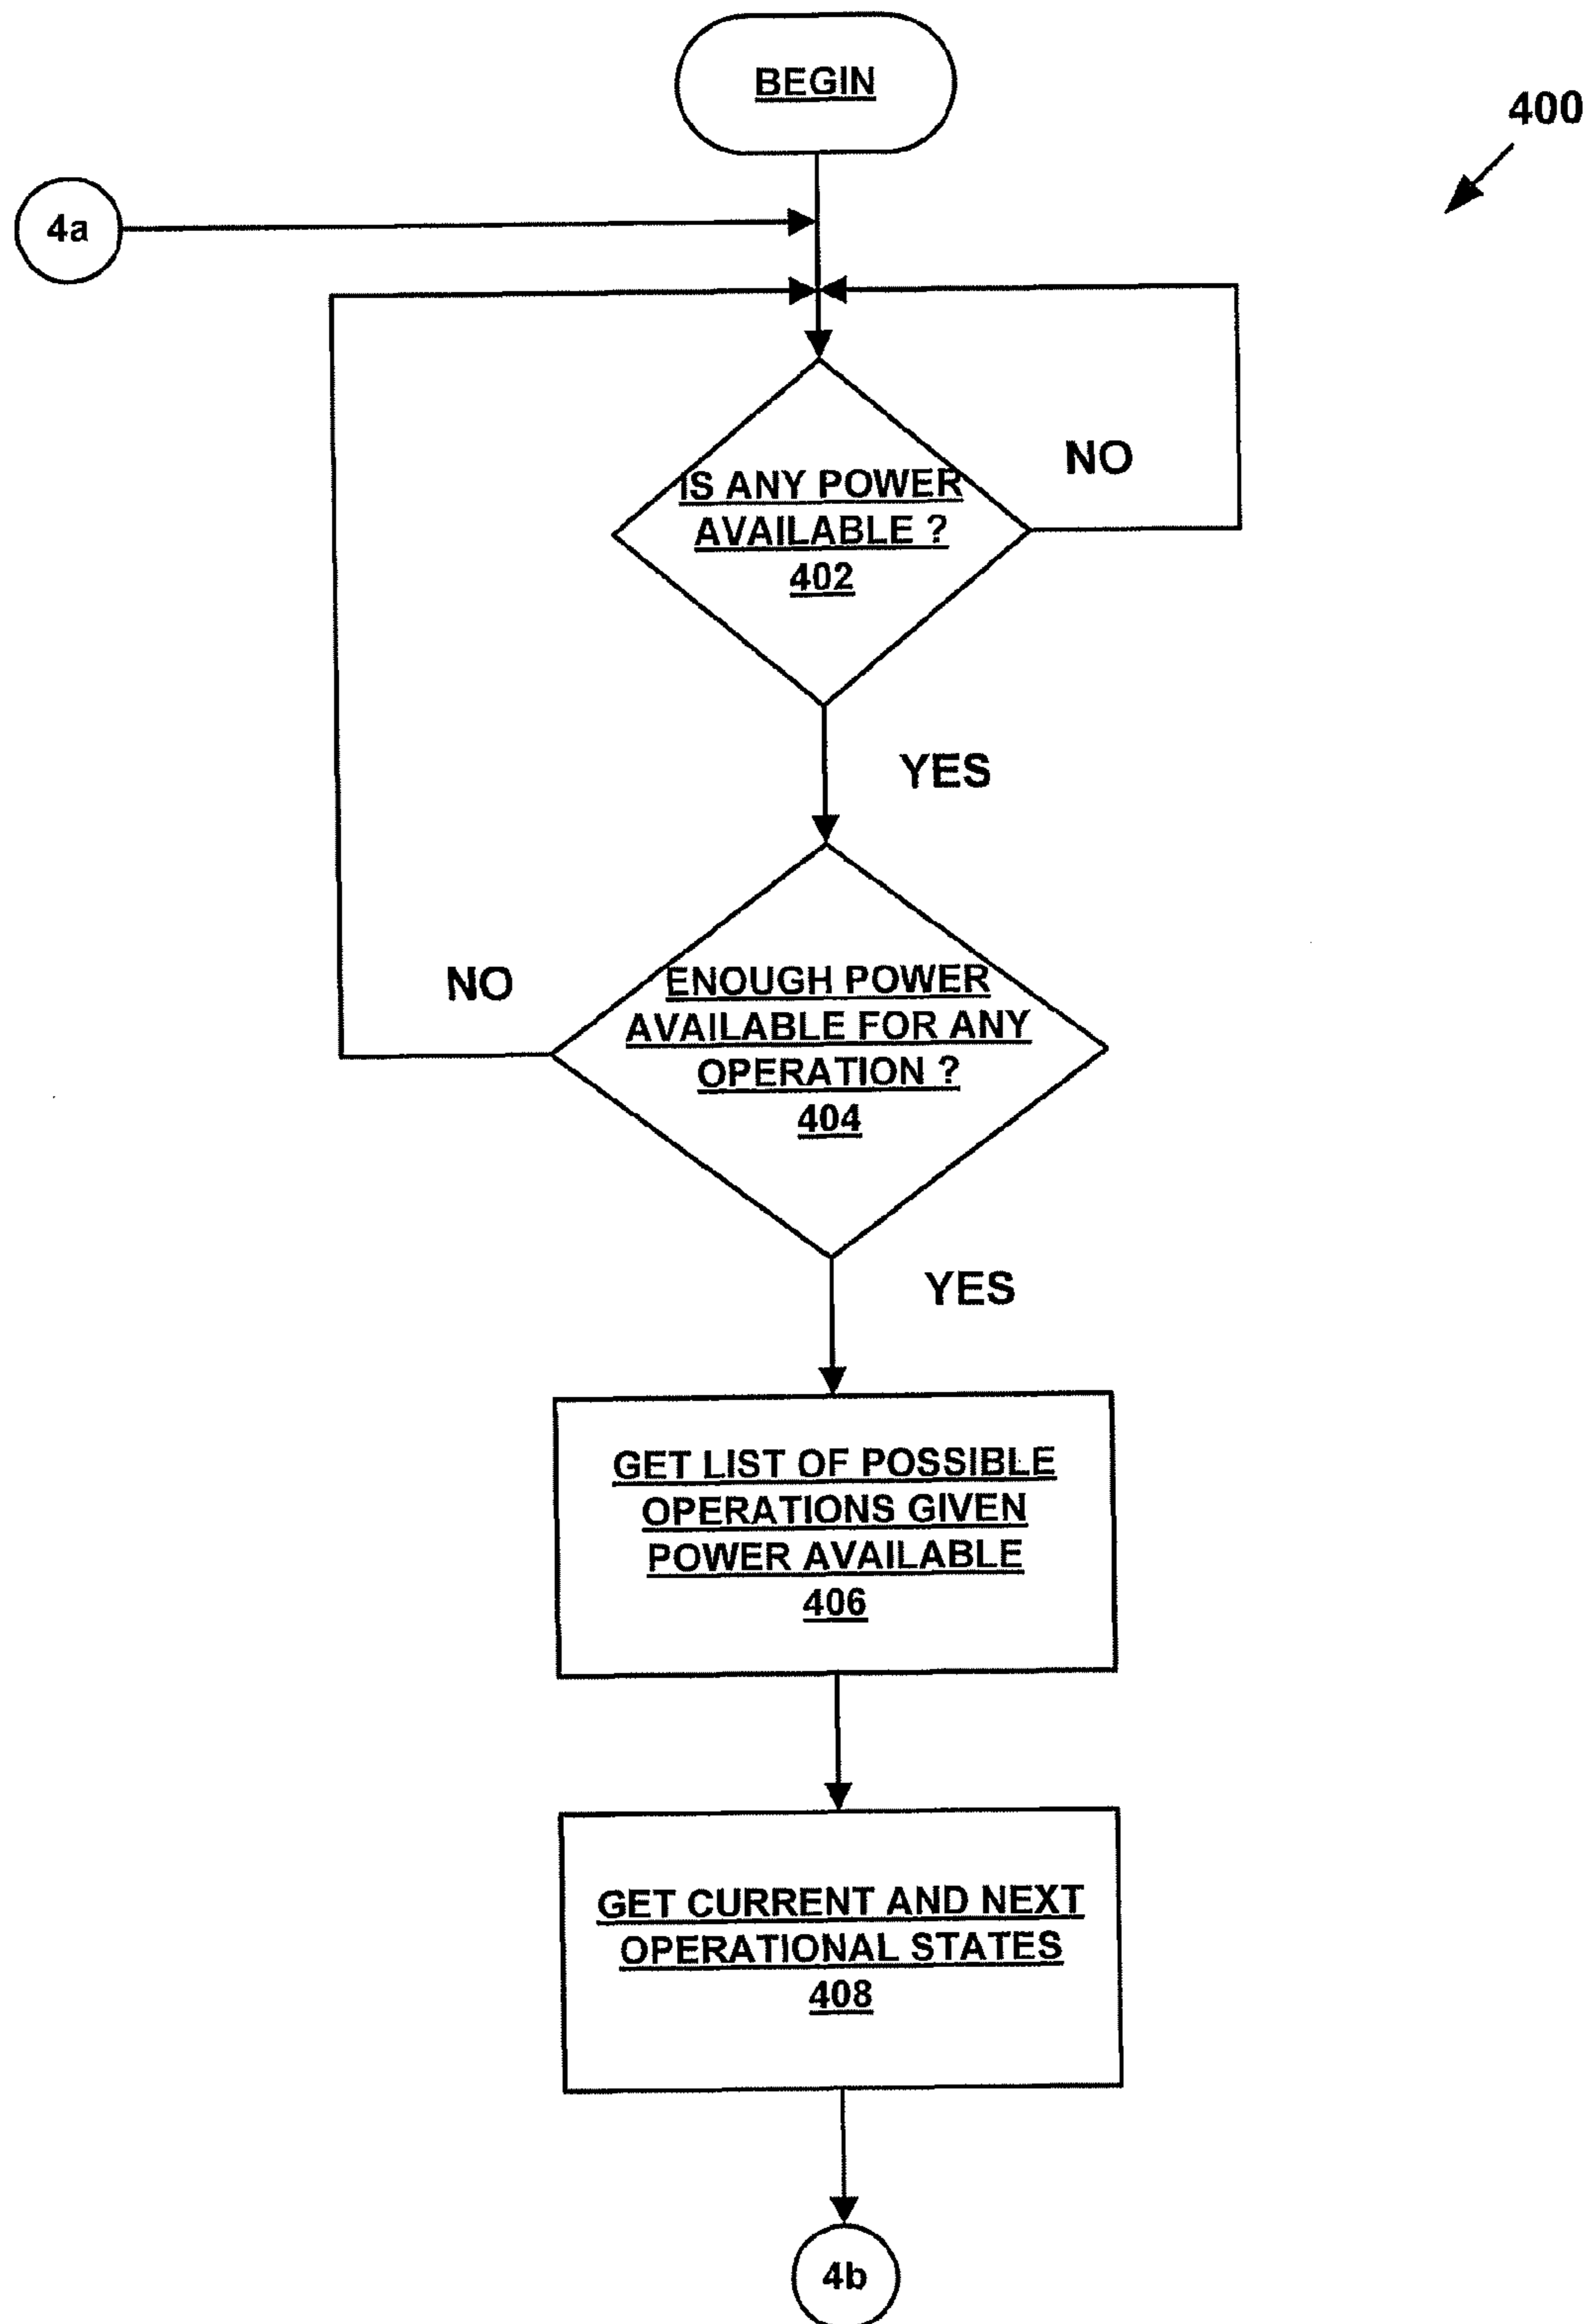 BEGIN
400
4a
IS ANY POWER
AVAILABLE ?
402
NO
YES
NO
ENOUGH POWER
AVAILABLE FOR ANY
OPERATION ?
404
YES
GET LIST OF POSSIBLE
OPERATIONS GIVEN
POWER AVAILABLE
406
GET CURRENT AND NEXT
OPERATIONAL STATES
408
4b